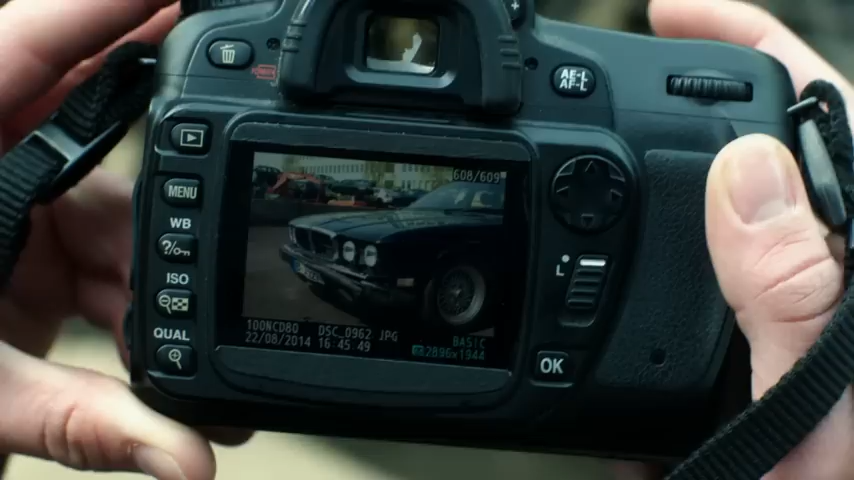 AE-L
AF-L
608/609
MENU
WB
?/
ISO
L
QUAL
OK
100NCD80 DSC_0962 JPG
22/08/2014 16:45.49
BASIC
2896x1944